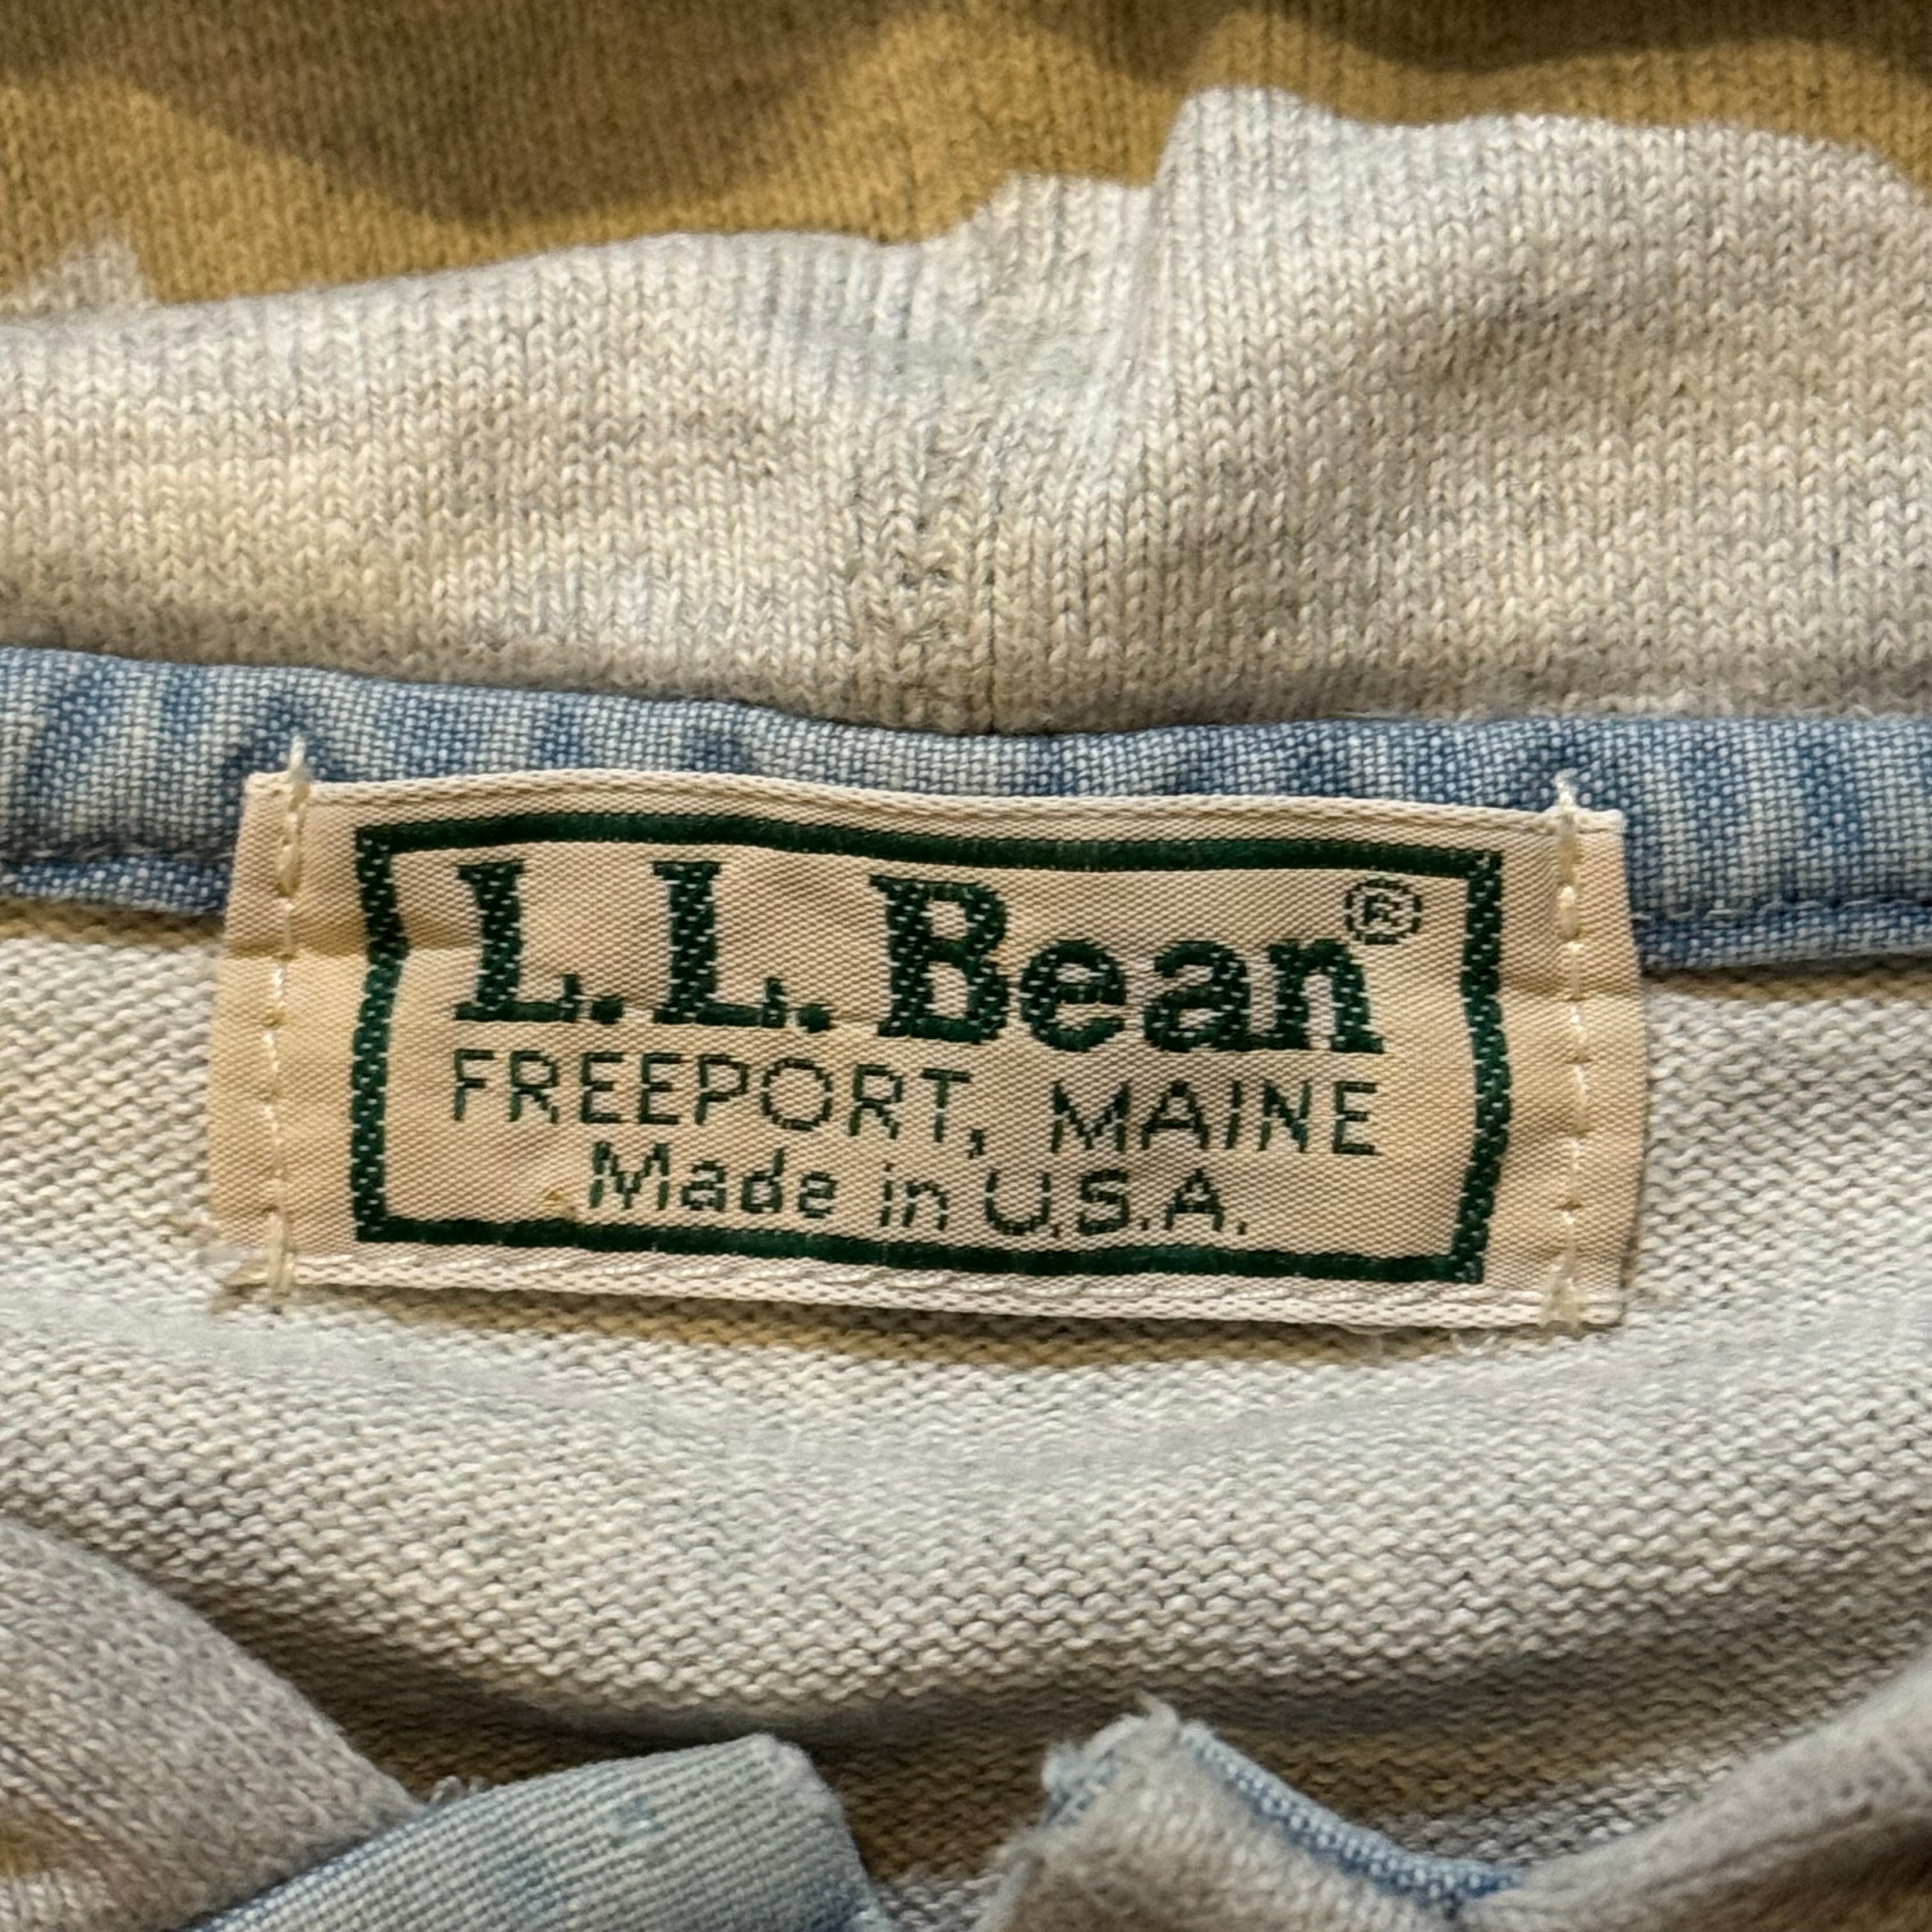 L.L.Bean®
FREEPORT, MAINE
Made in U.S.A.